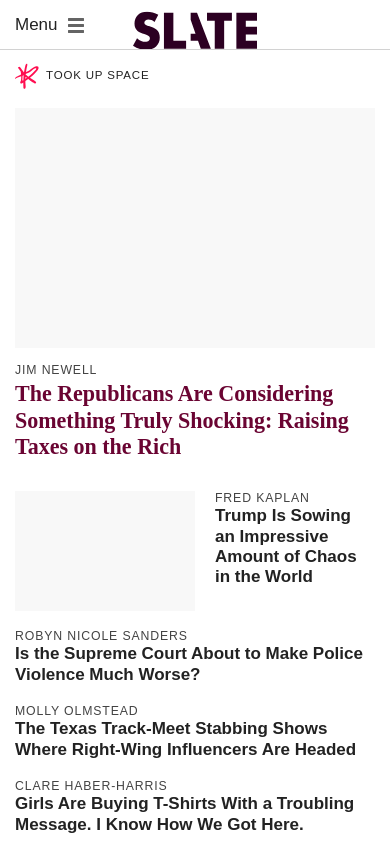 Menu
SLATE
TOOK UP SPACE
JIM NEWELL
The Republicans Are Considering
Something Truly Shocking: Raising
Taxes on the Rich
FRED KAPLAN
Trump Is Sowing
an Impressive
Amount of Chaos
in the World
ROBYN NICOLE SANDERS
Is the Supreme Court About to Make Police
Violence Much Worse?
MOLLY OLMSTEAD
The Texas Track-Meet Stabbing Shows
Where Right-Wing Influencers Are Headed
CLARE HABER-HARRIS
Girls Are Buying T-Shirts With a Troubling
Message. I Know How We Got Here.